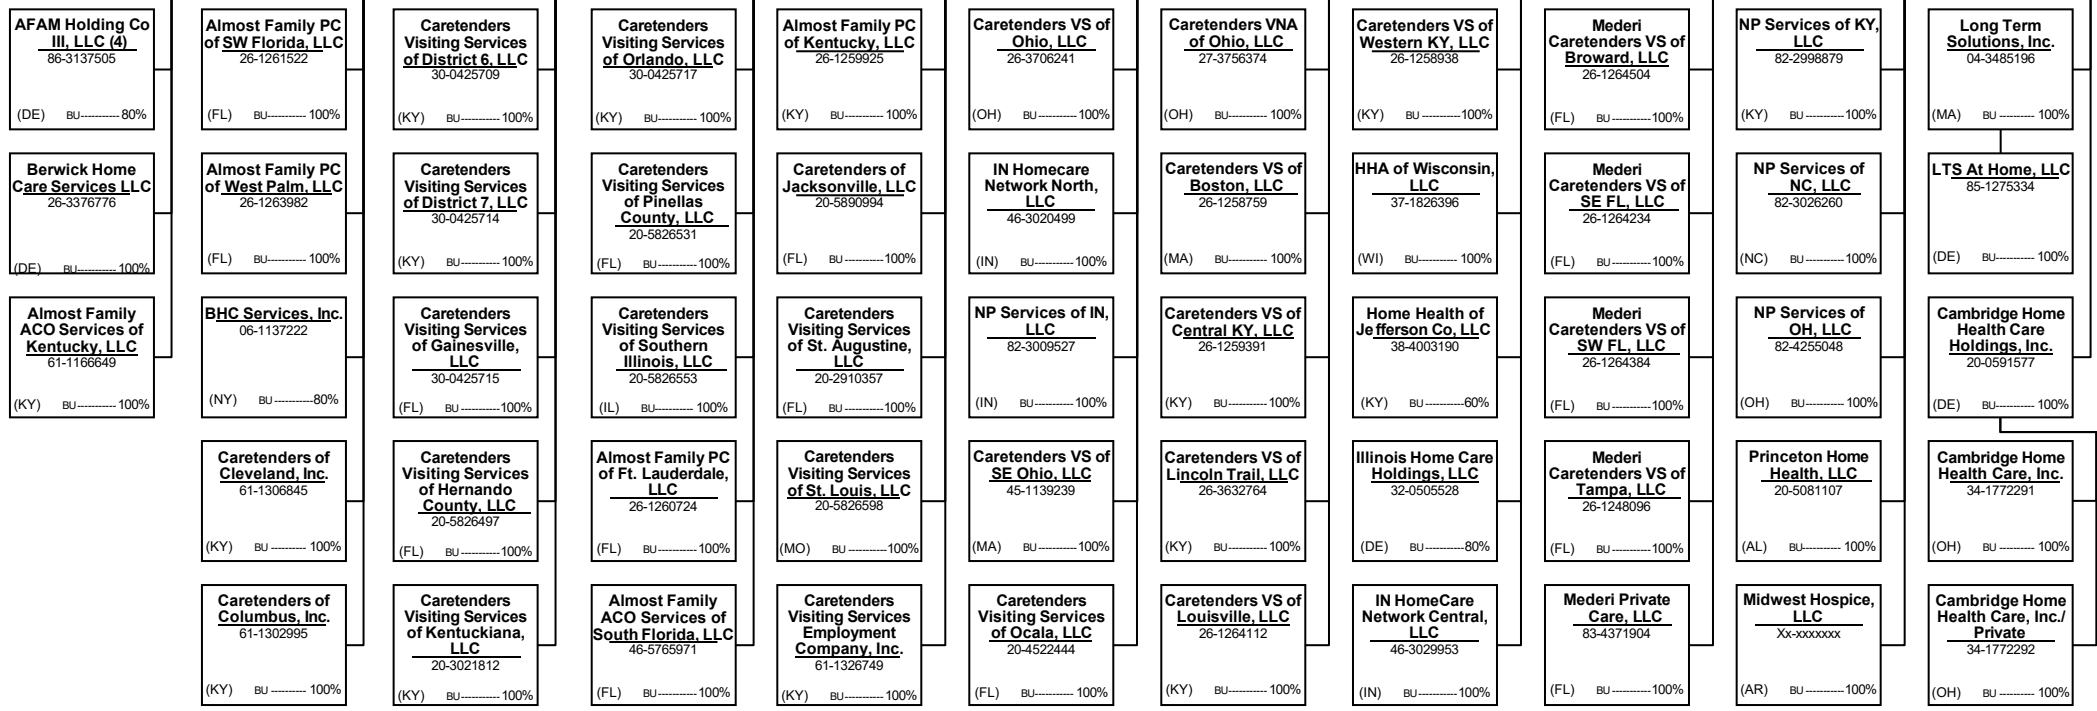 AFAM Holding Co
III, LLC (4)
86-3137505
(DE) BU-----------80%
Almost Family PC
of SW Florida, LLC
26-1261522
(FL) BU----------- 100%
Caretenders
Visiting Services
of District 6, LLC
30-0425709
(KY) BU----------- 100%
Caretenders
Visiting Services
of Orlando, LLC
30-0425717
(KY) BU----------- 100%
Almost Family PC
of Kentucky, LLC
26-1259925
(KY) BU----------- 100%
Caretenders VS of
Ohio, LLC
26-3706241
(OH) BU-----------100%
Caretenders VNA
of Ohio, LLC
27-3756374
(OH) BU----------- 100%
Caretenders VS of
Western KY, LLC
26-1258938
(KY) BU-----------100%
Mederi
Caretenders VS of
Broward, LLC
26-1264504
(FL) BU-----------100%
NP Services of KY,
LLC
82-2998879
(KY) BU-----------100%
Long Term
Solutions, Inc.
04-3485196
(MA) BU-----------100%
Berwick Home
Care Services LLC
26-3376776
(DE) BU----------- 100%
Almost Family PC
of West Palm, LLC
26-1263982
(FL) BU----------- 100%
Caretenders
Visiting Services
of District 7, LLC
30-0425714
(KY) BU----------- 100%
Caretenders
Visiting Services
of Pinellas
County, LLC
20-5826531
(FL) BU-----------100%
Caretenders of
Jacksonville, LLC
20-5890994
(FL) BU----------- 100%
IN Homecare
Network North,
LLC
46-3020499
(IN) BU-----------100%
Caretenders VS of
Boston, LLC
26-1258759
(MA) BU----------- 100%
HHA of Wisconsin,
LLC
37-1826396
(WI) BU----------- 100%
Mederi
Caretenders VS of
SE FL, LLC
26-1264234
(FL) BU-----------100%
NP Services of
NC, LLC
82-3026260
(NC) BU-----------100%
LTS At Home, LLC
85-1275334
(DE) BU----------- 100%
Almost Family
ACO Services of
Kentucky, LLC
61-1166649
(KY) BU----------- 100%
BHC Services, Inc.
06-1137222
(NY) BU-----------80%
Caretenders
Visiting Services
of Gainesville,
LLC
30-0425715
(FL) BU-----------100%
Caretenders
Visiting Services
of Southern
Illinois, LLC
20-5826553
(IL) BU----------- 100%
Caretenders
Visiting Services
of St. Augustine,
LLC
20-2910357
(FL) BU-----------100%
NP Services of IN,
LLC
82-3009527
(IN) BU-----------100%
Caretenders VS of
Central KY, LLC
26-1259391
(KY) BU----------- 100%
Home Health of
Jefferson Co, LLC
38-4003190
(KY) BU-----------60%
Mederi
Caretenders VS of
SW FL, LLC
26-1264384
(FL) BU-----------100%
NP Services of
OH, LLC
82-4255048
(OH) BU----------- 100%
Cambridge Home
Health Care
Holdings, Inc.
20-0591577
(DE) BU----------- 100%
Caretenders of
Cleveland, Inc.
61-1306845
(KY) BU---------- 100%
Caretenders
Visiting Services
of Hernando
County, LLC
20-5826497
(FL) BU-----------100%
Almost Family PC
of Ft. Lauderdale,
LLC
26-1260724
(FL) BU-----------100%
Caretenders
Visiting Services
of St. Louis, LLC
20-5826598
(MO) BU-----------100%
Caretenders VS of
SE Ohio, LLC
45-1139239
(MA) BU-----------100%
Caretenders VS of
Lincoln Trail, LLC
26-3632764
(KY) BU----------- 100%
Illinois Home Care
Holdings, LLC
32-0505528
(DE) BU-----------80%
Mederi
Caretenders VS of
Tampa, LLC
26-1248096
(FL) BU-----------100%
Princeton Home
Health, LLC
20-5081107
(AL) BU----------- 100%
Cambridge Home
Health Care, Inc.
34-1772291
(OH) BU---------- 100%
Caretenders of
Columbus, Inc.
61-1302995
(KY) BU---------- 100%
Caretenders
Visiting Services
of Kentuckiana,
LLC
20-3021812
(KY) BU-----------100%
Almost Family
ACO Services of
South Florida, LLC
46-5765971
(FL) BU-----------100%
Caretenders
Visiting Services
Employment
Company, Inc.
61-1326749
(KY) BU-----------100%
Caretenders
Visiting Services
of Ocala, LLC
20-4522444
(FL) BU----------- 100%
Caretenders VS of
Louisville, LLC
26-1264112
(KY) BU----------- 100%
IN HomeCare
Network Central,
LLC
46-3029953
(IN) BU-----------100%
Mederi Private
Care, LLC
83-4371904
(FL) BU-----------100%
Midwest Hospice,
LLC
Xx-xxxxxxx
(AR) BU---------- 100%
Cambridge Home
Health Care, Inc./
Private
34-1772292
(OH) BU---------- 100%